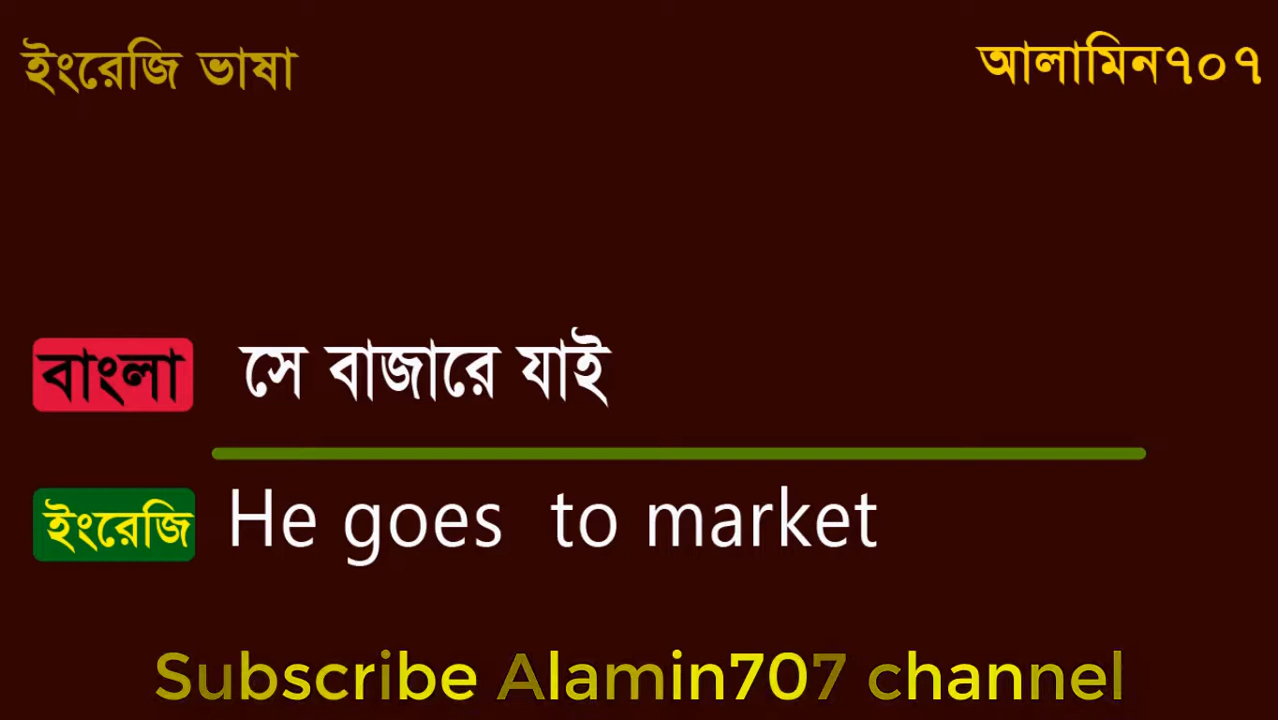 ইংরেজি ভাষা
আলামিন৭০৭
বাংলা সে বাজারে যাই
ইংরেজি He goes to market
Subscribe Alamin707 channel